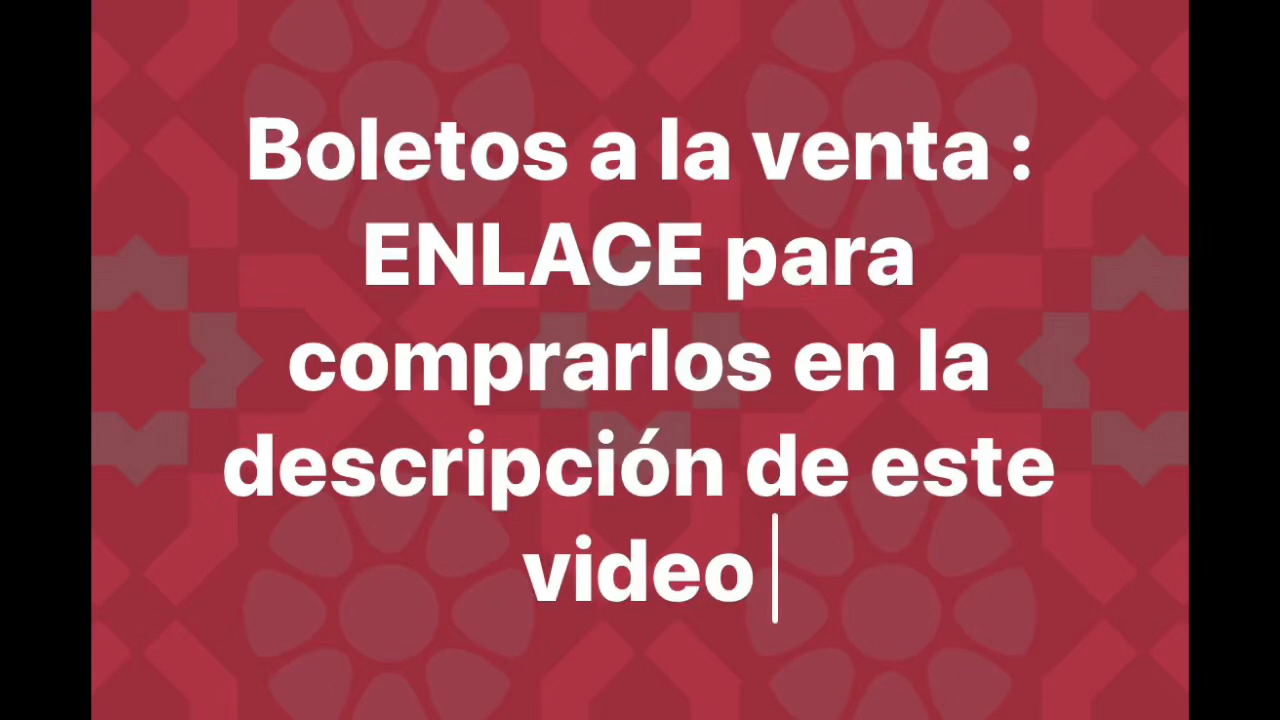 Boletos a la venta :
ENLACE para
comprarlos en la
descripción de este
video